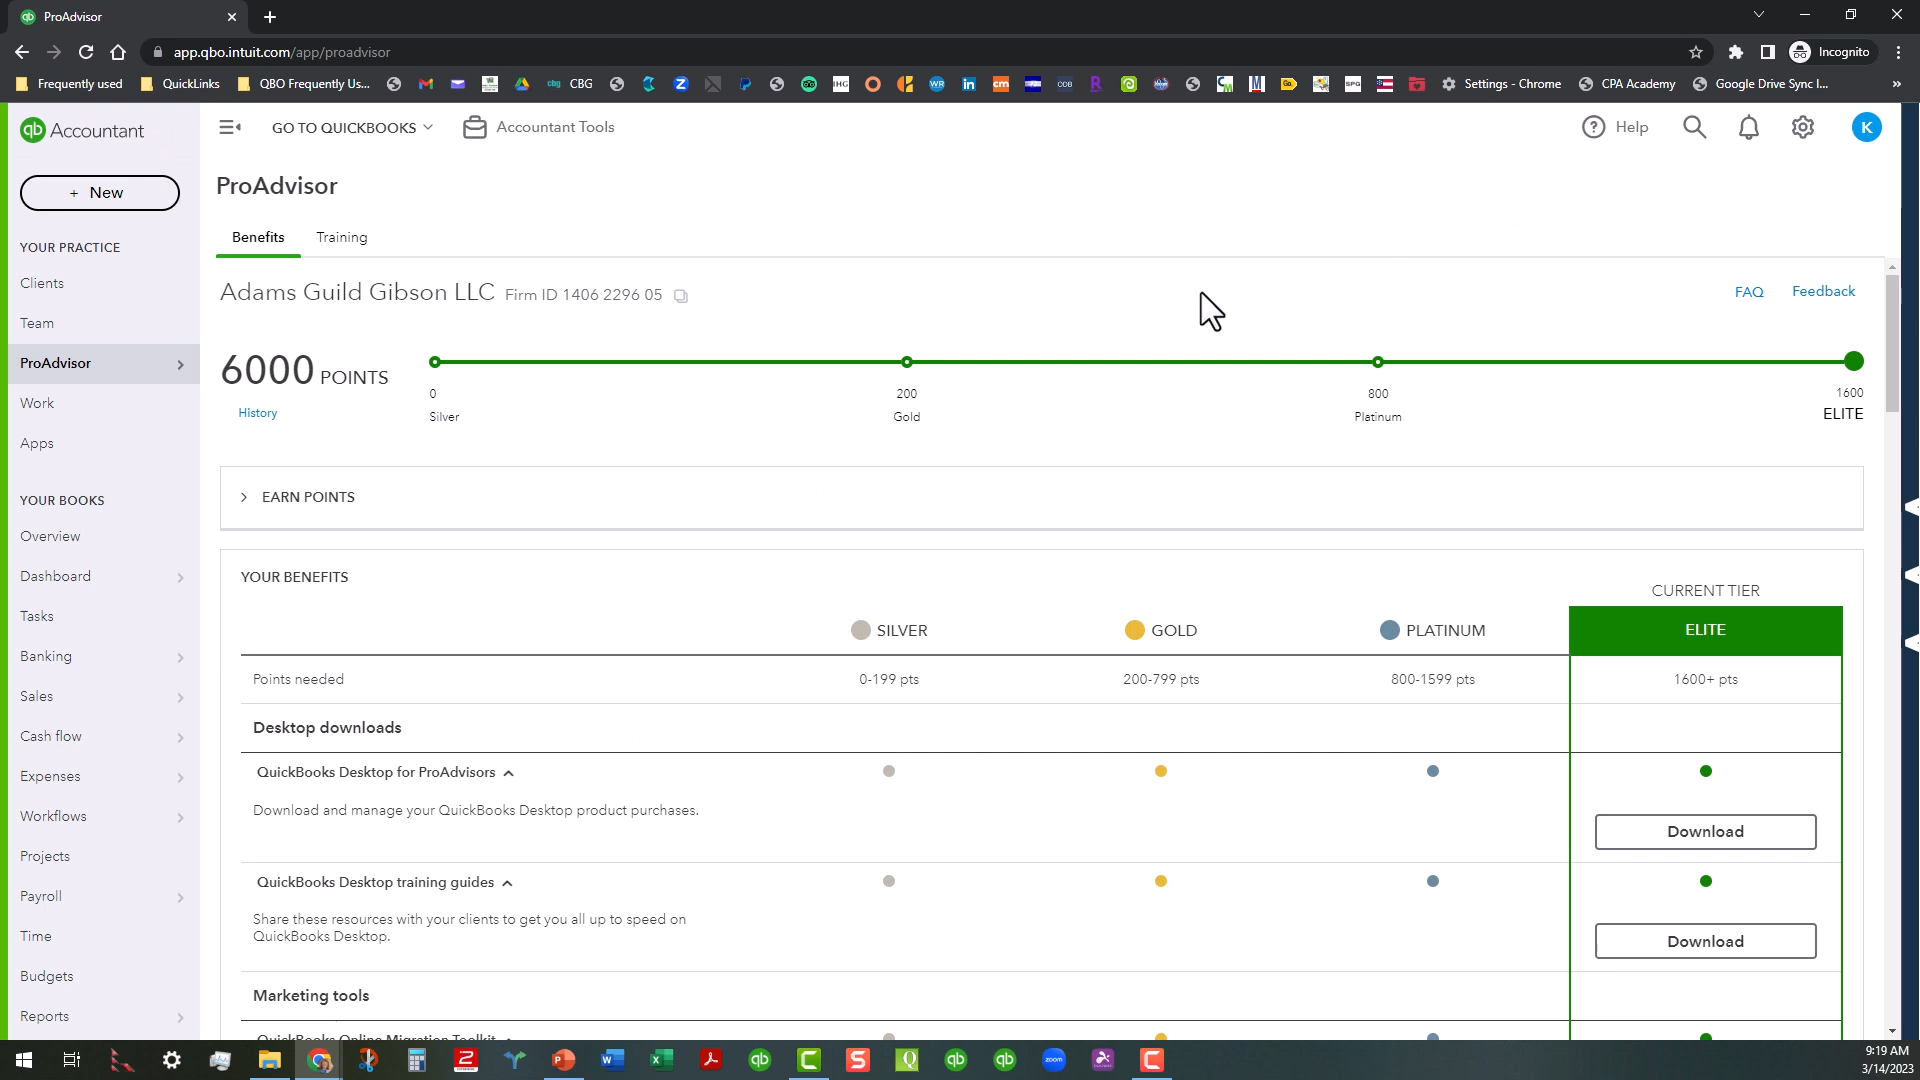 ProAdvisor
app.qbo.intuit.com/app/proadvisor
Incognito
Frequently used
QuickLinks
QBO Frequently Us...
CBG
Settings - Chrome
CPA Academy
Google Drive Sync I...
qb Accountant
GO TO QUICKBOOKS
Accountant Tools
Help
K
+ New
ProAdvisor
Benefits
Training
YOUR PRACTICE
Clients
Team
ProAdvisor
Work
Apps
YOUR BOOKS
Overview
Dashboard
Tasks
Banking
Sales
Cash flow
Expenses
Workflows
Projects
Payroll
Time
Budgets
Reports
Adams Guild Gibson LLC Firm ID 1406 2296 05
FAQ
Feedback
6000 POINTS
History
0
200
800
1600
Silver
Gold
Platinum
ELITE
EARN POINTS
YOUR BENEFITS
CURRENT TIER
SILVER
GOLD
PLATINUM
ELITE
Points needed
0-199 pts
200-799 pts
800-1599 pts
1600+ pts
Desktop downloads
QuickBooks Desktop for ProAdvisors
Download and manage your QuickBooks Desktop product purchases.
Download
QuickBooks Desktop training guides
Share these resources with your clients to get you all up to speed on
QuickBooks Desktop.
Download
Marketing tools
QuickBooks Online Migration Toolkit
9:19 AM
3/14/2023